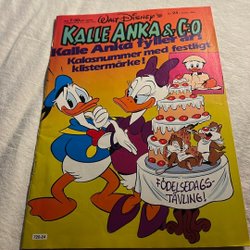 WALT DISNEY'S
KALLE ANKA & C:O
Kalle Anka fyller år!
Kalasnummer med festligt
klistermärke!
FÖDELSEDAGS-
TÄVLING!